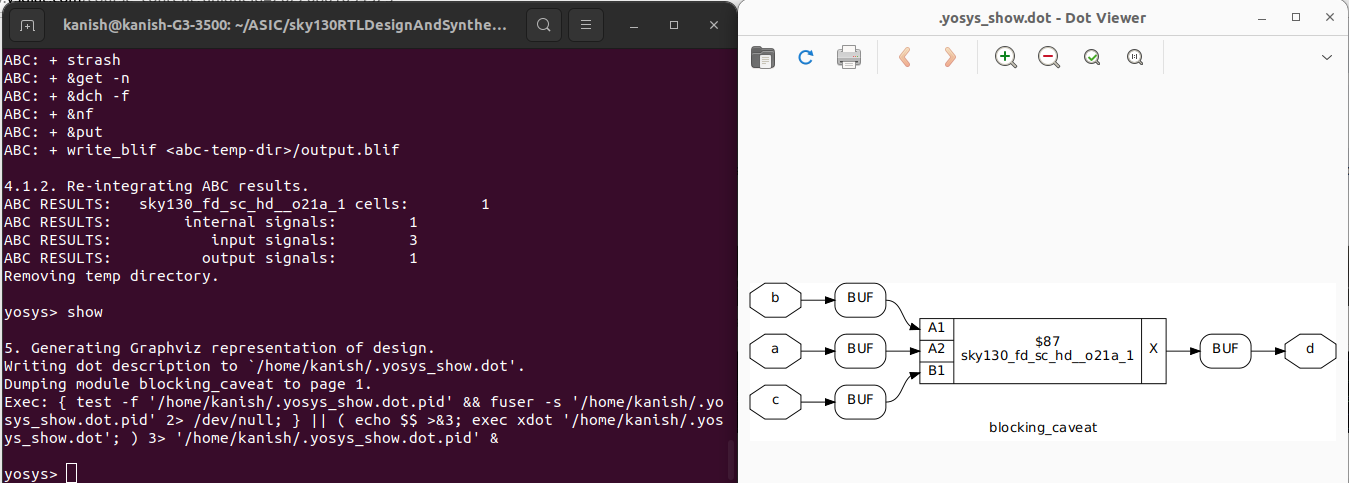 kanish@kanish-G3-3500: ~/ASIC/sky130RTLDesignAndSynthe...
ABC: + strash
ABC: + &get -n
ABC: + &dch -f
ABC: + &nf
ABC: + &put
ABC: + write_blif <abc-temp-dir>/output.blif
4.1.2. Re-integrating ABC results.
ABC RESULTS:   sky130_fd_sc_hd__o21a_1 cells:        1
ABC RESULTS:        internal signals:        1
ABC RESULTS:           input signals:        3
ABC RESULTS:          output signals:        1
Removing temp directory.
yosys> show
5. Generating Graphviz representation of design.
Writing dot description to `/home/kanish/.yosys_show.dot'.
Dumping module blocking_caveat to page 1.
Exec: { test -f '/home/kanish/.yosys_show.dot.pid' && fuser -s '/home/kanish/.yo
sys_show.dot.pid' 2> /dev/null; } || ( echo $$ >&3; exec xdot '/home/kanish/.yos
ys_show.dot'; ) 3> '/home/kanish/.yosys_show.dot.pid' &
yosys>
.yosys_show.dot - Dot Viewer
b BUF
A1
a BUF A2 $87 X BUF d
sky130_fd_sc_hd__o21a_1
B1
c BUF
blocking_caveat